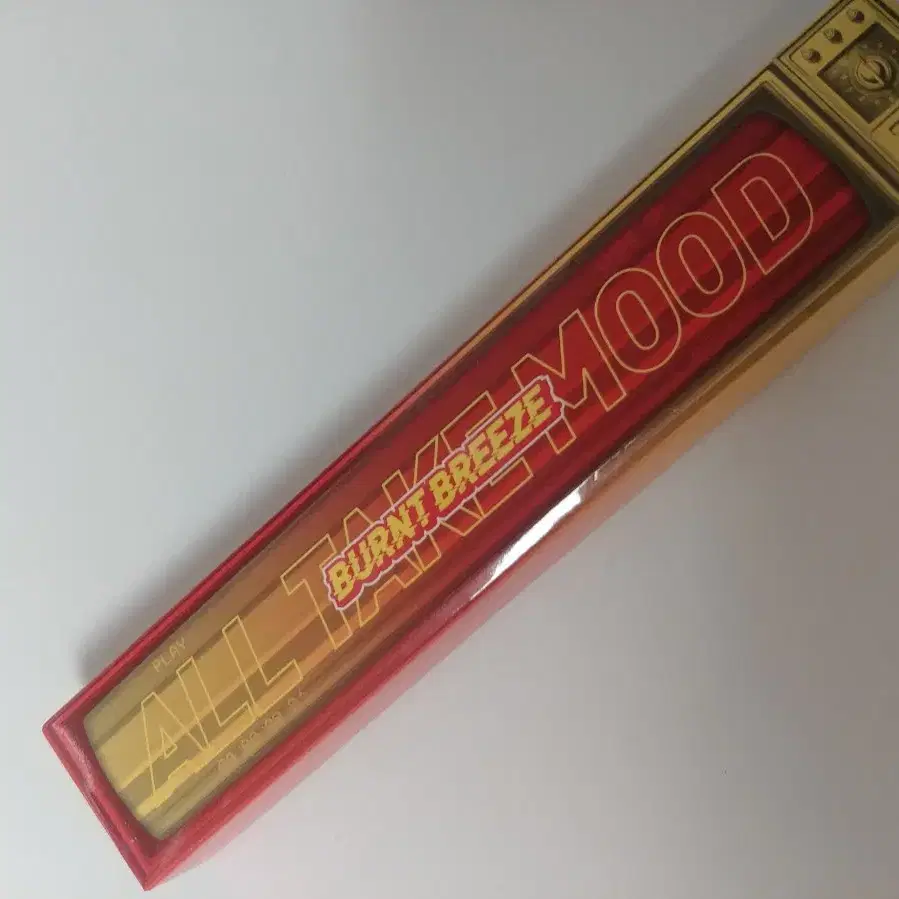 PLAY
ALL TAKE MOOD
BURNT BREEZE